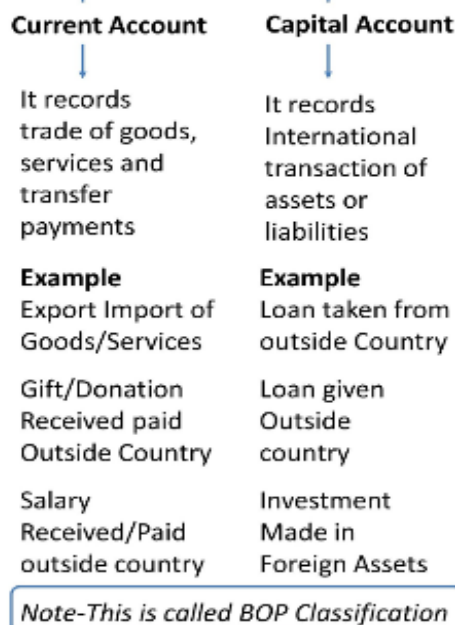 Current Account
It records
trade of goods,
services and
transfer
payments
Example
Export Import of
Goods/Services
Gift/Donation
Received paid
Outside Country
Salary
Received/Paid
outside country
Capital Account
It records
International
transaction of
assets or
liabilities
Example
Loan taken from
outside Country
Loan given
Outside
country
Investment
Made in
Foreign Assets
Note-This is called BOP Classification